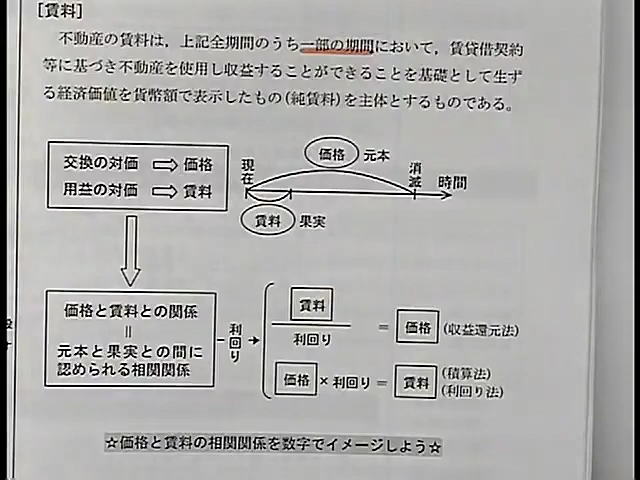 [賃料]
不動産の賃料は，上記全期間のうち一部の期間において，賃貸借契約
等に基づき不動産を使用し収益することができることを基礎として生ず
る経済価値を貨幣額で表示したもの(純賃料)を主体とするものである。
交換の対価 ⇨ 価格
用益の対価 ⇨ 賃料
価格 元本
現在
消滅
時間
賃料 果実
価格と賃料との関係
＝
元本と果実との間に
認められる相関関係
利回り
賃料
利回り
= 価格 (収益還元法)
価格 × 利回り = 賃料 (積算法)
(利回り法)
☆価格と賃料の相関関係を数字でイメージしよう☆